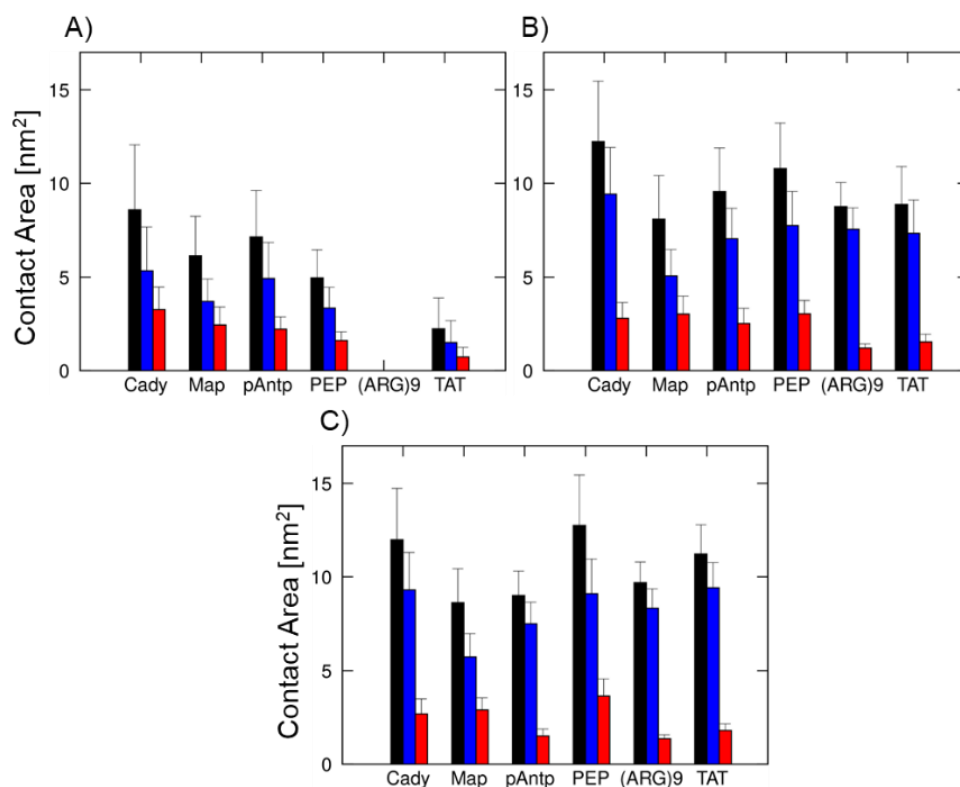 A)
Contact Area [nm²]
15
10
5
0
Cady Map pAntp PEP (ARG)9 TAT
B)
15
10
5
0
Cady Map pAntp PEP (ARG)9 TAT
C)
Contact Area [nm²]
15
10
5
0
Cady Map pAntp PEP (ARG)9 TAT